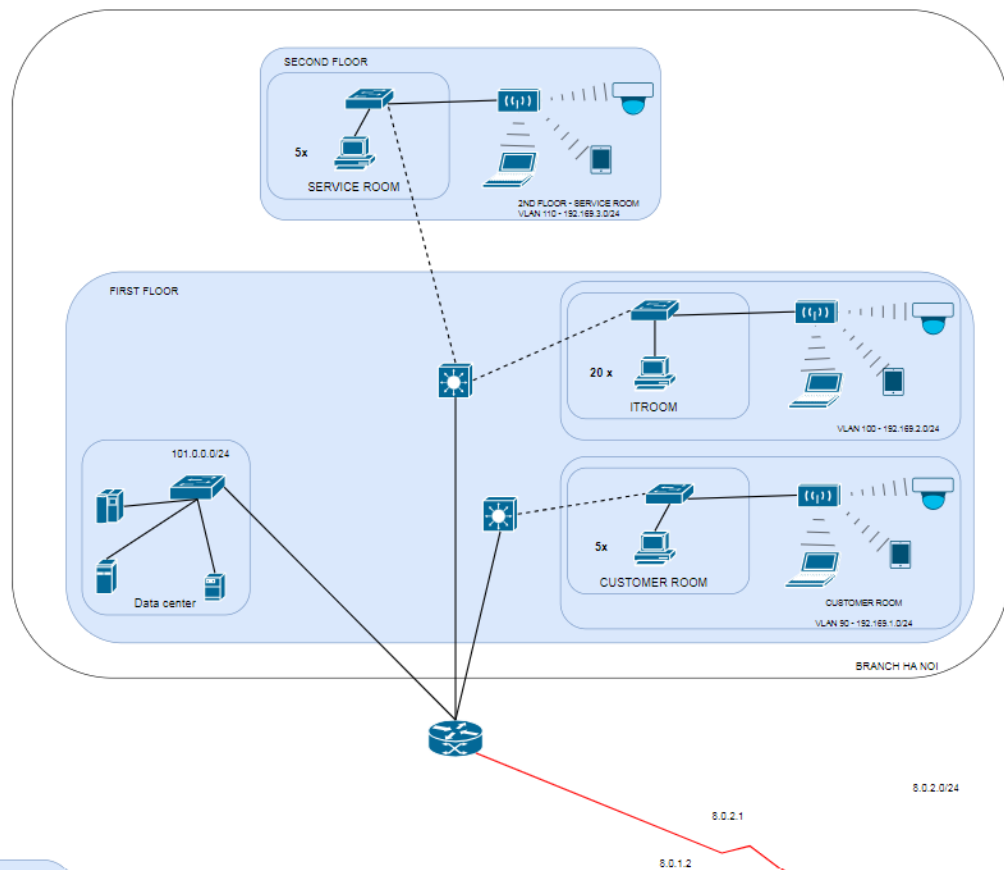 SECOND FLOOR
5x
SERVICE ROOM
2ND FLOOR - SERVICE ROOM
VLAN 110 - 192.169.3.0/24
FIRST FLOOR
20 x
ITROOM
VLAN 100 - 192.169.2.0/24
101.0.0.0/24
Data center
5x
CUSTOMER ROOM
CUSTOMER ROOM
VLAN 90 - 192.169.1.0/24
BRANCH HA NOI
8.0.2.0/24
8.0.2.1
8.0.1.2